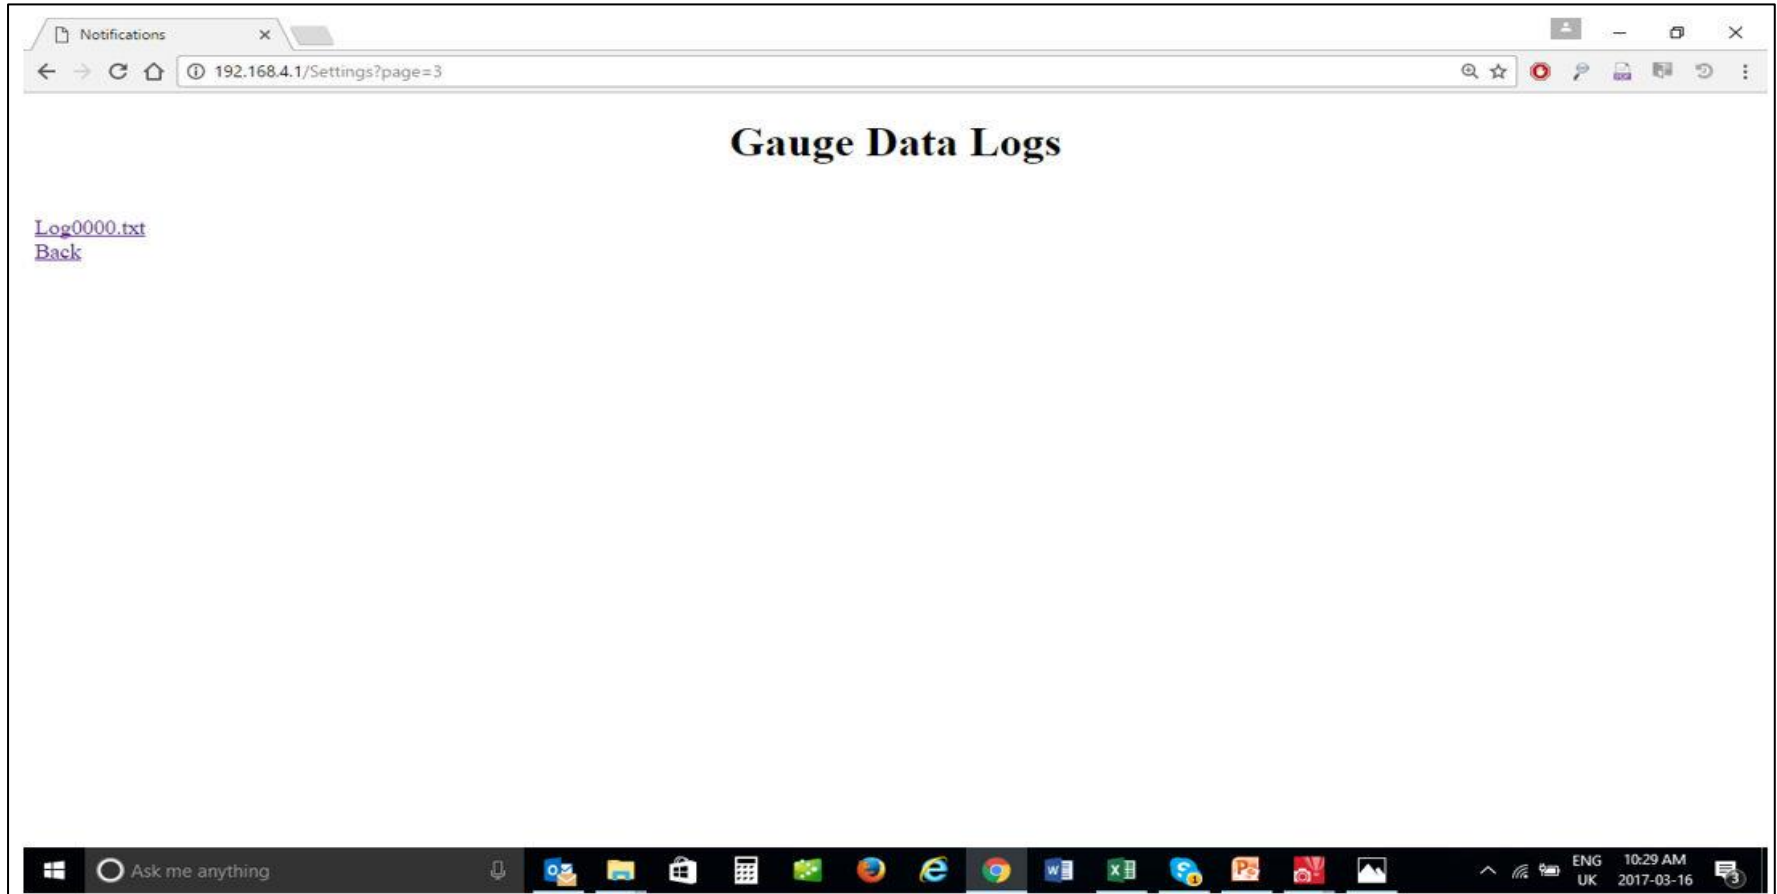 Notifications
192.168.4.1/Settings?page=3
Gauge Data Logs
Log0000.txt
Back
Ask me anything
ENG 10:29 AM
UK 2017-03-16
3